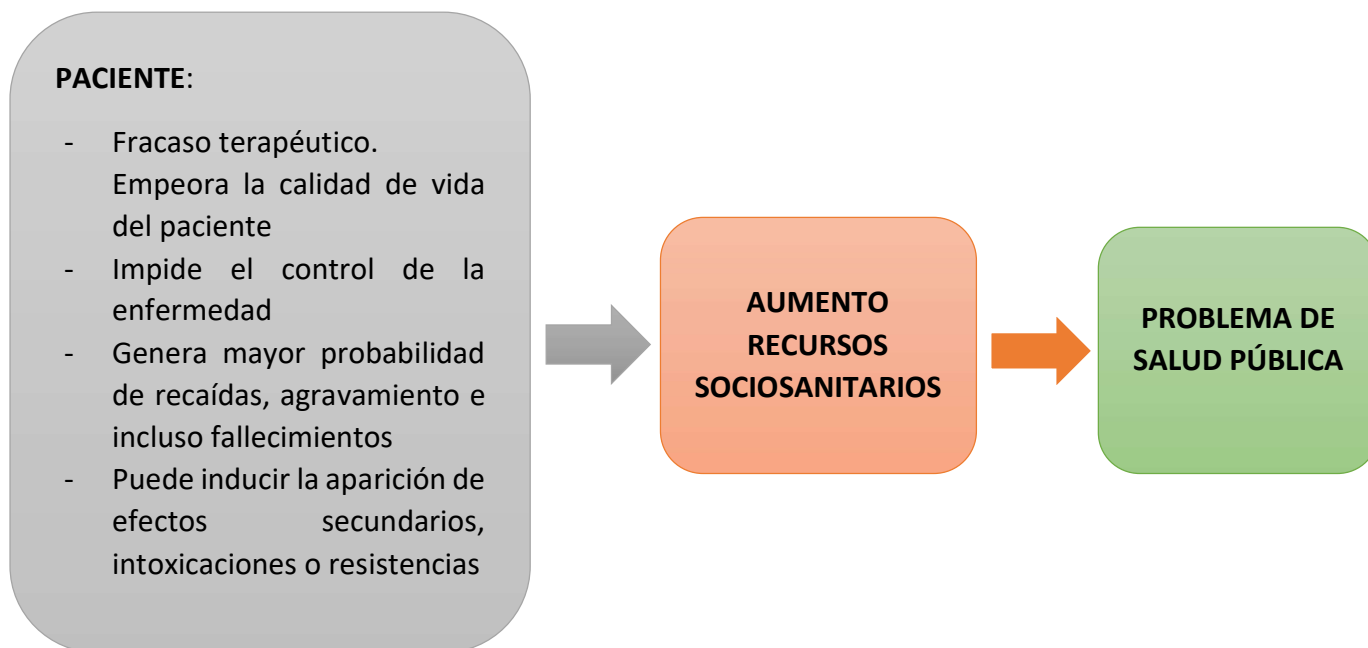 PACIENTE:
- Fracaso terapéutico.
Empeora la calidad de vida
del paciente
- Impide el control de la
enfermedad
- Genera mayor probabilidad
de recaídas, agravamiento e
incluso fallecimientos
- Puede inducir la aparición de
efectos secundarios,
intoxicaciones o resistencias
AUMENTO
RECURSOS
SOCIOSANITARIOS
PROBLEMA DE
SALUD PÚBLICA